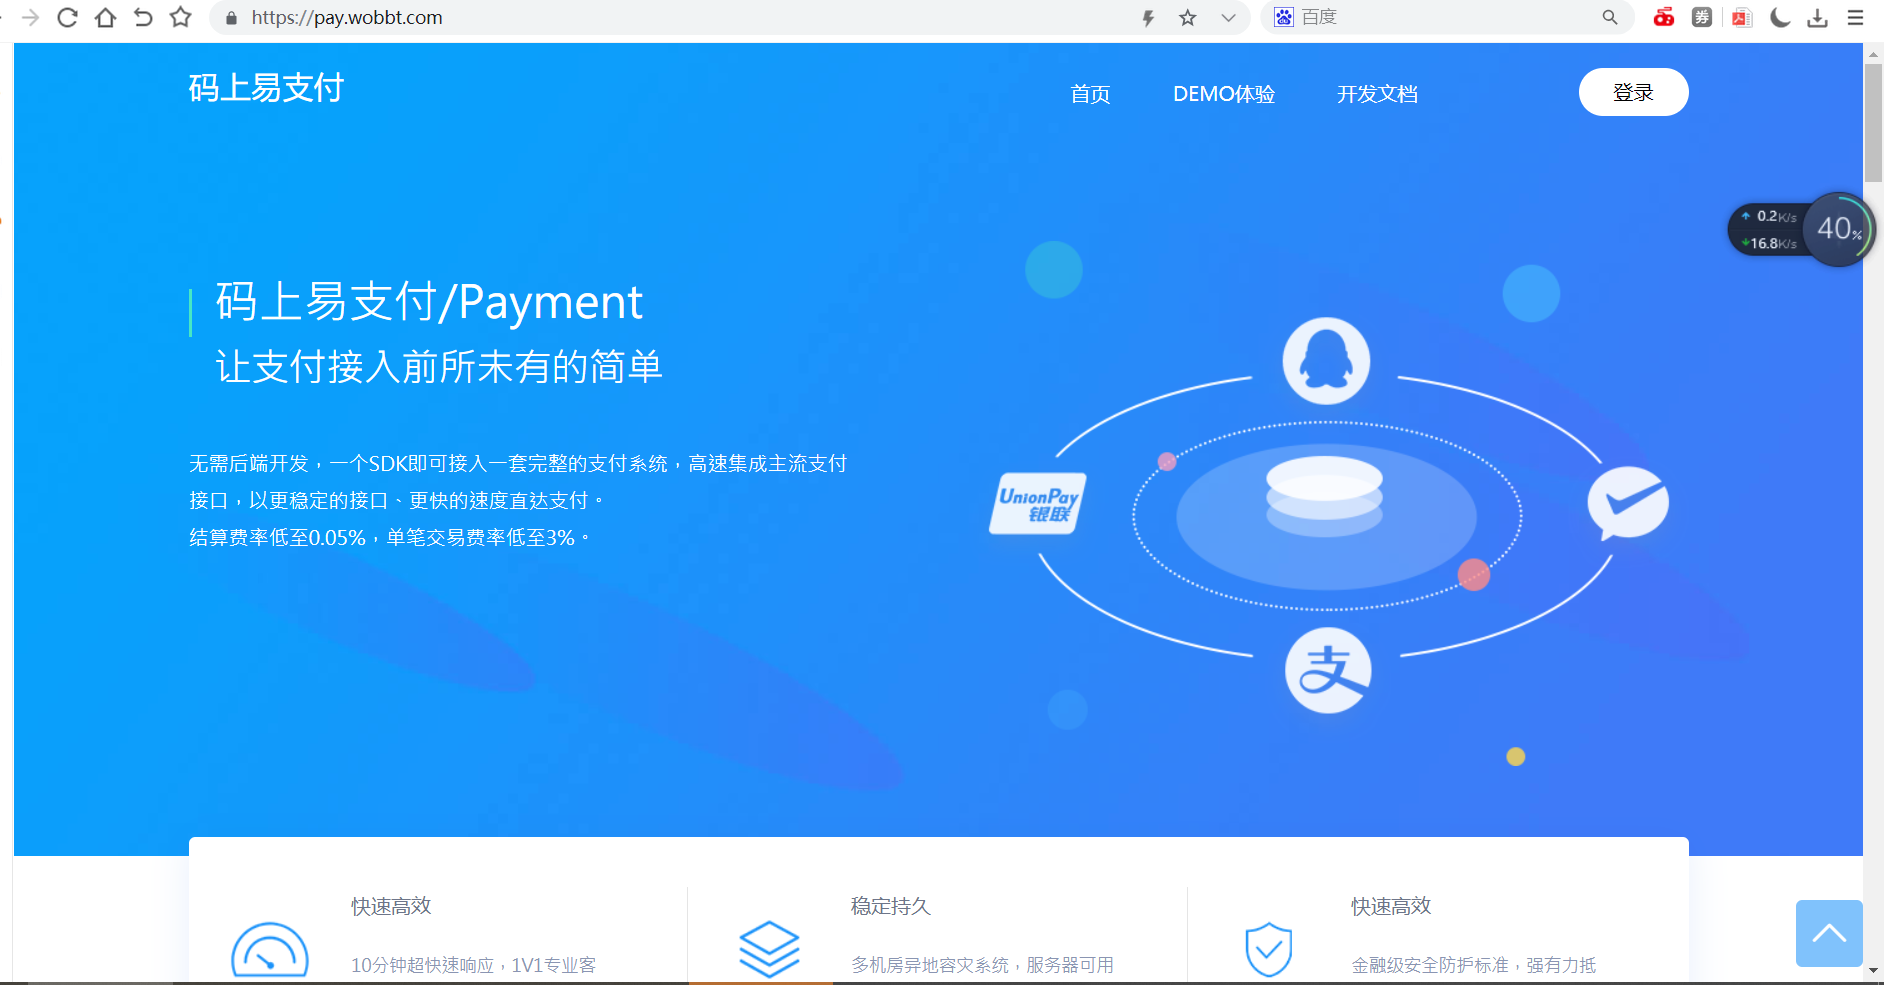 https://pay.wobbt.com
百度
券
码上易支付
首页
DEMO体验
开发文档
登录
0.2K/s
16.8K/s
40%
码上易支付/Payment
让支付接入前所未有的简单
无需后端开发，一个SDK即可接入一套完整的支付系统，高速集成主流支付
接口，以更稳定的接口、更快的速度直达支付。
结算费率低至0.05%，单笔交易费率低至3%。
UnionPay
银联
支
快速高效
10分钟超快速响应，1V1专业客
稳定持久
多机房异地容灾系统，服务器可用
快速高效
金融级安全防护标准，强有力抵